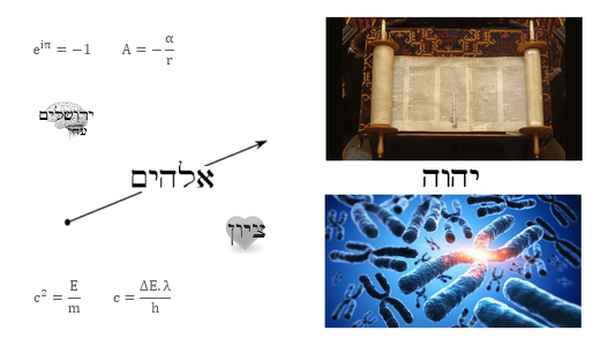 e^{iπ} = −1   A = −α/r
ירושלים
אלהים
יהוה
ציון
c² = E/m   c = ΔE.λ/h